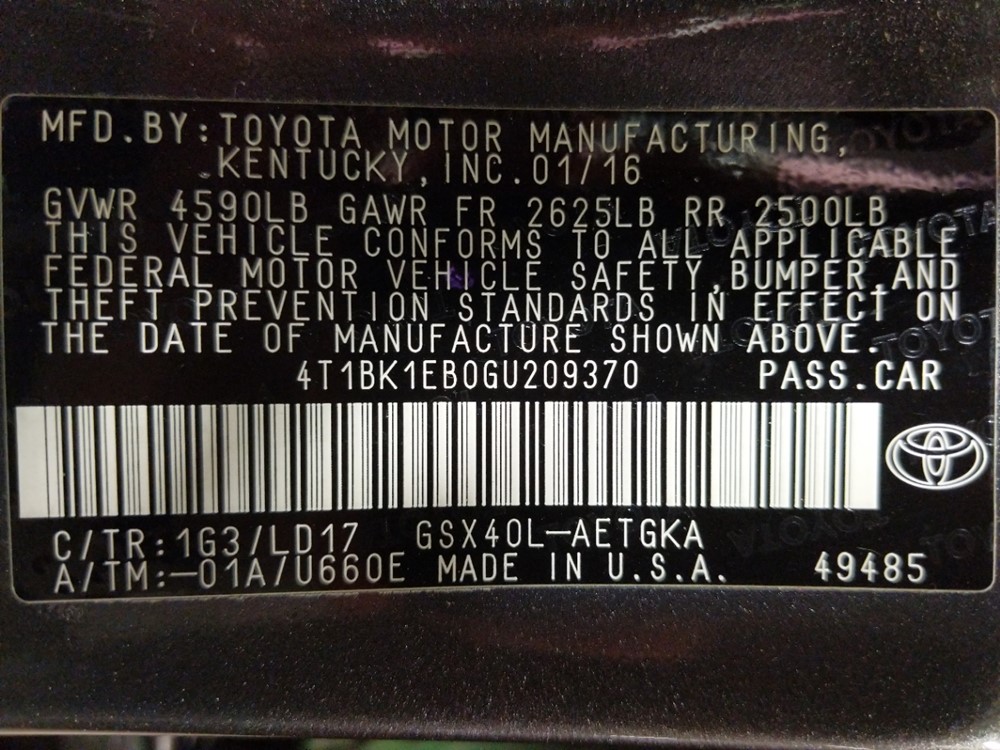 MFD.BY:TOYOTA MOTOR MANUFACTURING,
KENTUCKY,INC.01/16
GVWR 4590LB GAWR FR 2625LB RR 2500LB
THIS VEHICLE CONFORMS TO ALL APPLICABLE
FEDERAL MOTOR VEHICLE SAFETY,BUMPER,AND
THEFT PREVENTION STANDARDS IN EFFECT ON
THE DATE OF MANUFACTURE SHOWN ABOVE.
4T1BK1EB0GU209370 PASS.CAR
C/TR:1G3/LD17 GSX40L-AETGKA
A/TM:-01A/U660E MADE IN U.S.A. 49485